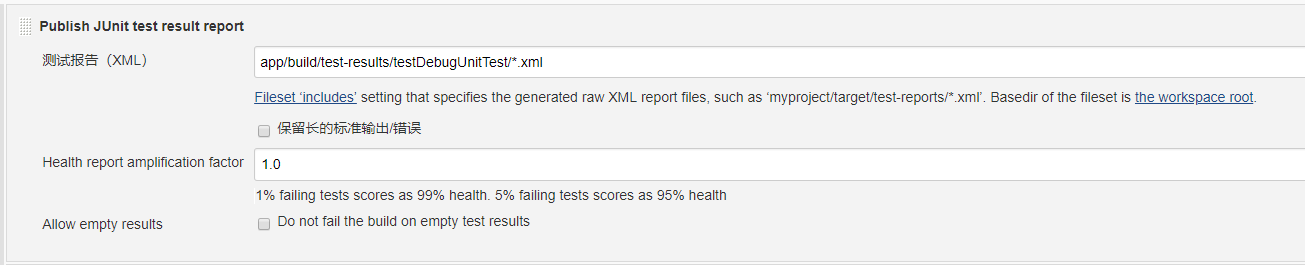 Publish JUnit test result report
测试报告（XML）
app/build/test-results/testDebugUnitTest/*.xml
Fileset ‘includes’ setting that specifies the generated raw XML report files, such as ‘myproject/target/test-reports/*.xml’. Basedir of the fileset is the workspace root.
保留长的标准输出/错误
Health report amplification factor
1.0
1% failing tests scores as 99% health. 5% failing tests scores as 95% health
Allow empty results
Do not fail the build on empty test results